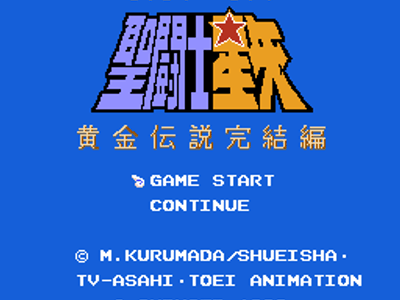 聖闘士星矢
黄金伝説完結編
GAME START
CONTINUE
© M.KURUMADA/SHUEISHA·
TV-ASAHI·TOEI ANIMATION